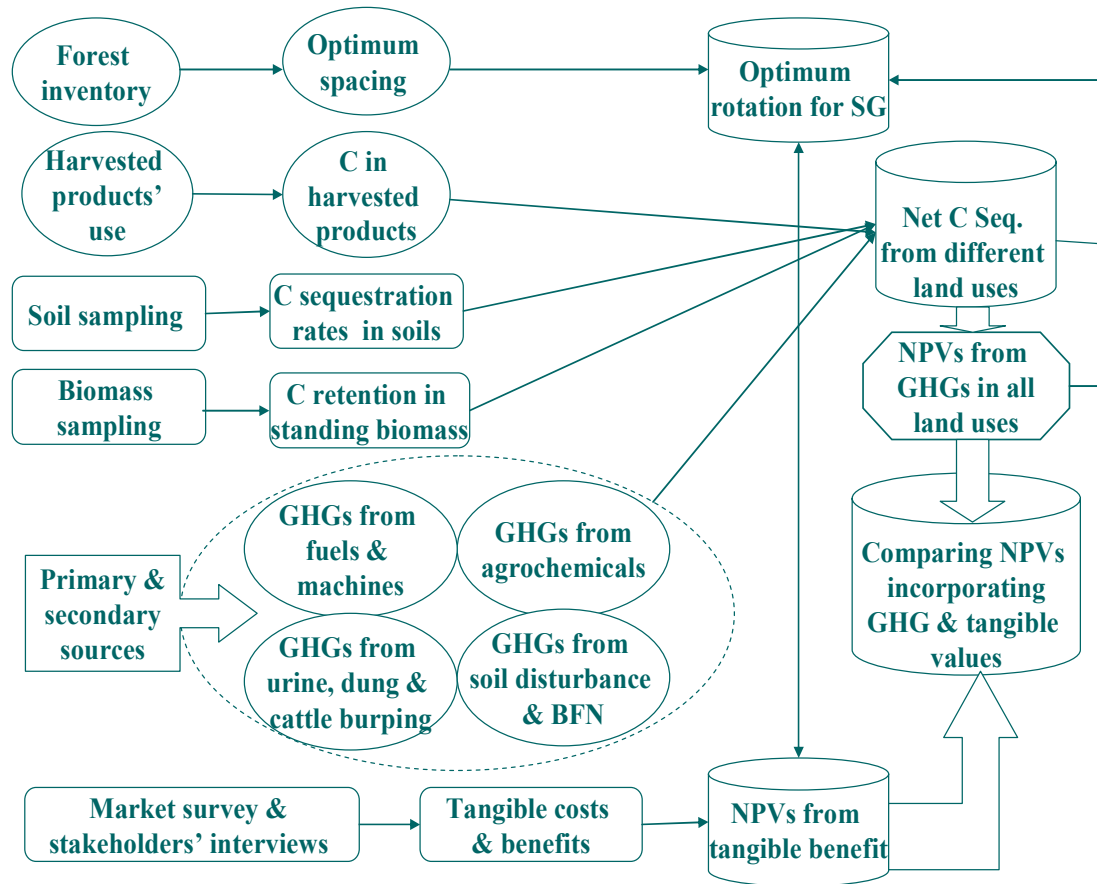 Forest
inventory
Optimum
spacing
Optimum
rotation for SG
Harvested
products’
use
C in
harvested
products
Net C Seq.
from different
land uses
Soil sampling
C sequestration
rates in soils
Biomass
sampling
C retention in
standing biomass
NPVs from
GHGs in all
land uses
Primary &
secondary
sources
GHGs from
fuels &
machines
GHGs from
agrochemicals
GHGs from
urine, dung &
cattle burping
GHGs from
soil disturbance
& BFN
Comparing NPVs
incorporating
GHG & tangible
values
Market survey &
stakeholders’ interviews
Tangible costs
& benefits
NPVs from
tangible benefit